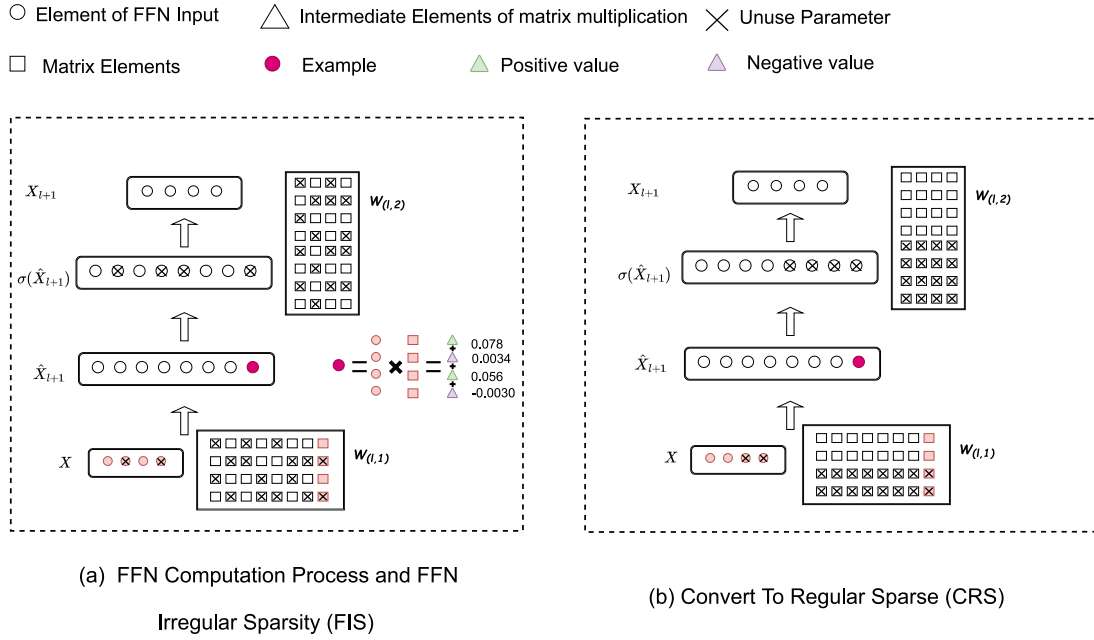 Element of FFN Input
Intermediate Elements of matrix multiplication
Unuse Parameter
Matrix Elements
Example
Positive value
Negative value
X_{l+1}
W_{(l,2)}
σ(X̂_{l+1})
X̂_{l+1}
0.078
0.0034
0.056
-0.0030
X
W_{(l,1)}
(a) FFN Computation Process and FFN
Irregular Sparsity (FIS)
X_{l+1}
W_{(l,2)}
σ(X̂_{l+1})
X̂_{l+1}
X
W_{(l,1)}
(b) Convert To Regular Sparse (CRS)